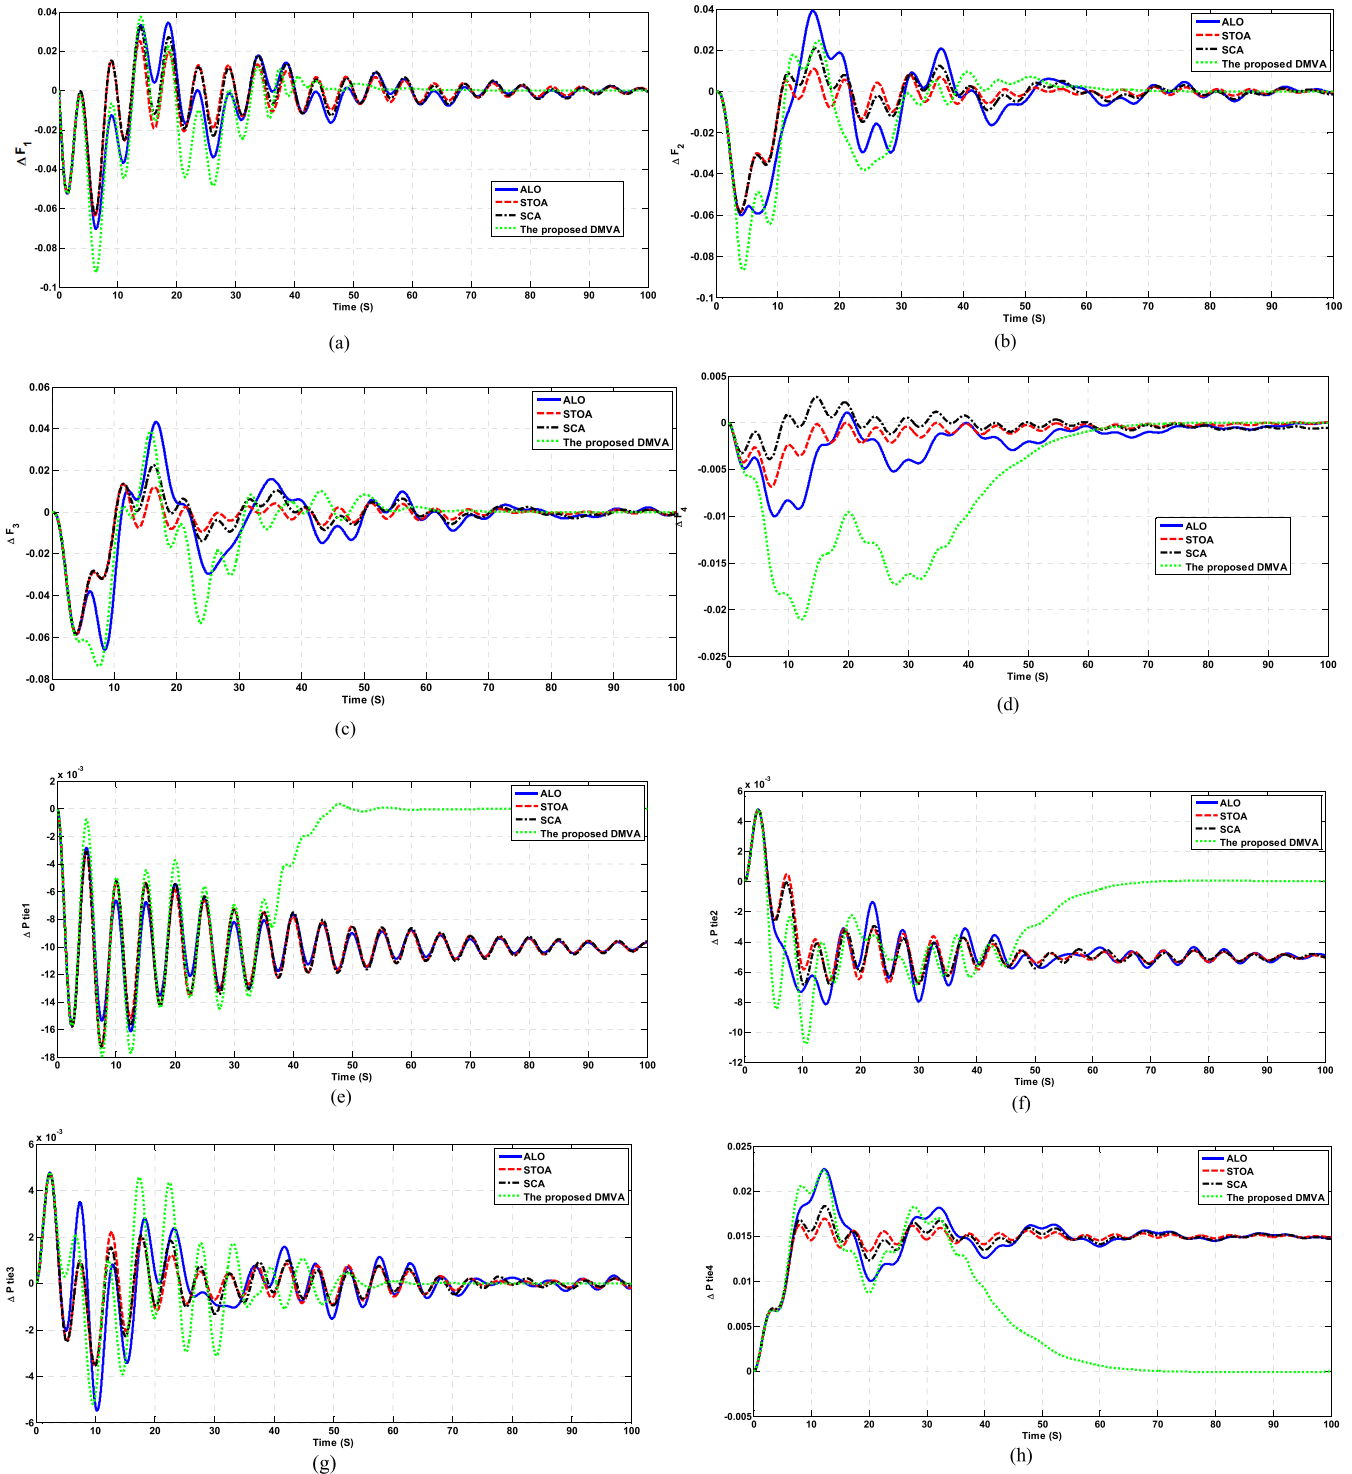 0.04
0.02
0
-0.02
-0.04
-0.06
-0.08
-0.1
Δ F1
ALO
STOA
SCA
The proposed DMVA
0 10 20 30 40 50 60 70 80 90 100
Time (S)
(a)
0.04
0.02
0
-0.02
-0.04
-0.06
-0.08
-0.1
Δ F2
ALO
STOA
SCA
The proposed DMVA
0 10 20 30 40 50 60 70 80 90 100
Time (S)
(b)
0.06
0.04
0.02
0
-0.02
-0.04
-0.06
-0.08
Δ F3
ALO
STOA
SCA
The proposed DMVA
0 10 20 30 40 50 60 70 80 90 100
Time (S)
(c)
0.005
0
-0.005
-0.01
-0.015
-0.02
-0.025
ALO
STOA
SCA
The proposed DMVA
0 10 20 30 40 50 60 70 80 90 100
Time (S)
(d)
x 10-3
2
0
-2
-4
-6
-8
-10
-12
-14
-16
-18
Δ P tie1
ALO
STOA
SCA
The proposed DMVA
0 10 20 30 40 50 60 70 80 90 100
Time (S)
(e)
x 10-3
6
4
2
0
-2
-4
-6
-8
-10
-12
Δ P tie2
ALO
STOA
SCA
The proposed DMVA
0 10 20 30 40 50 60 70 80 90 100
Time (S)
(f)
x 10-3
6
4
2
0
-2
-4
-6
Δ P tie3
ALO
STOA
SCA
The proposed DMVA
0 10 20 30 40 50 60 70 80 90 100
Time (S)
(g)
0.025
0.02
0.015
0.01
0.005
0
-0.005
Δ P tie4
ALO
STOA
SCA
The proposed DMVA
0 10 20 30 40 50 60 70 80 90 100
Time (S)
(h)